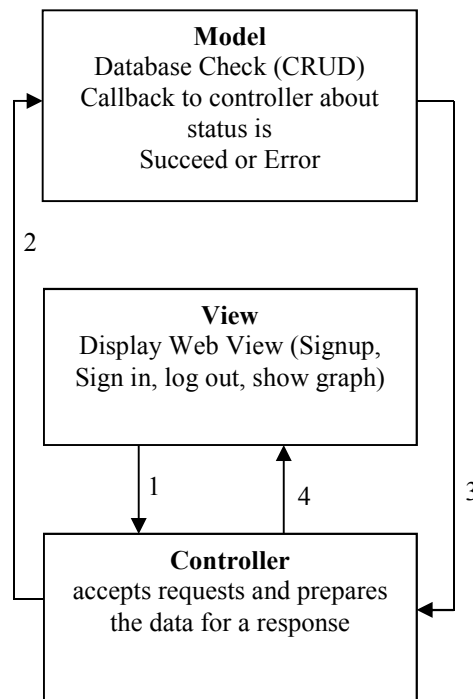 Model
Database Check (CRUD)
Callback to controller about
status is
Succeed or Error
2
View
Display Web View (Signup,
Sign in, log out, show graph)
1
4
3
Controller
accepts requests and prepares
the data for a response